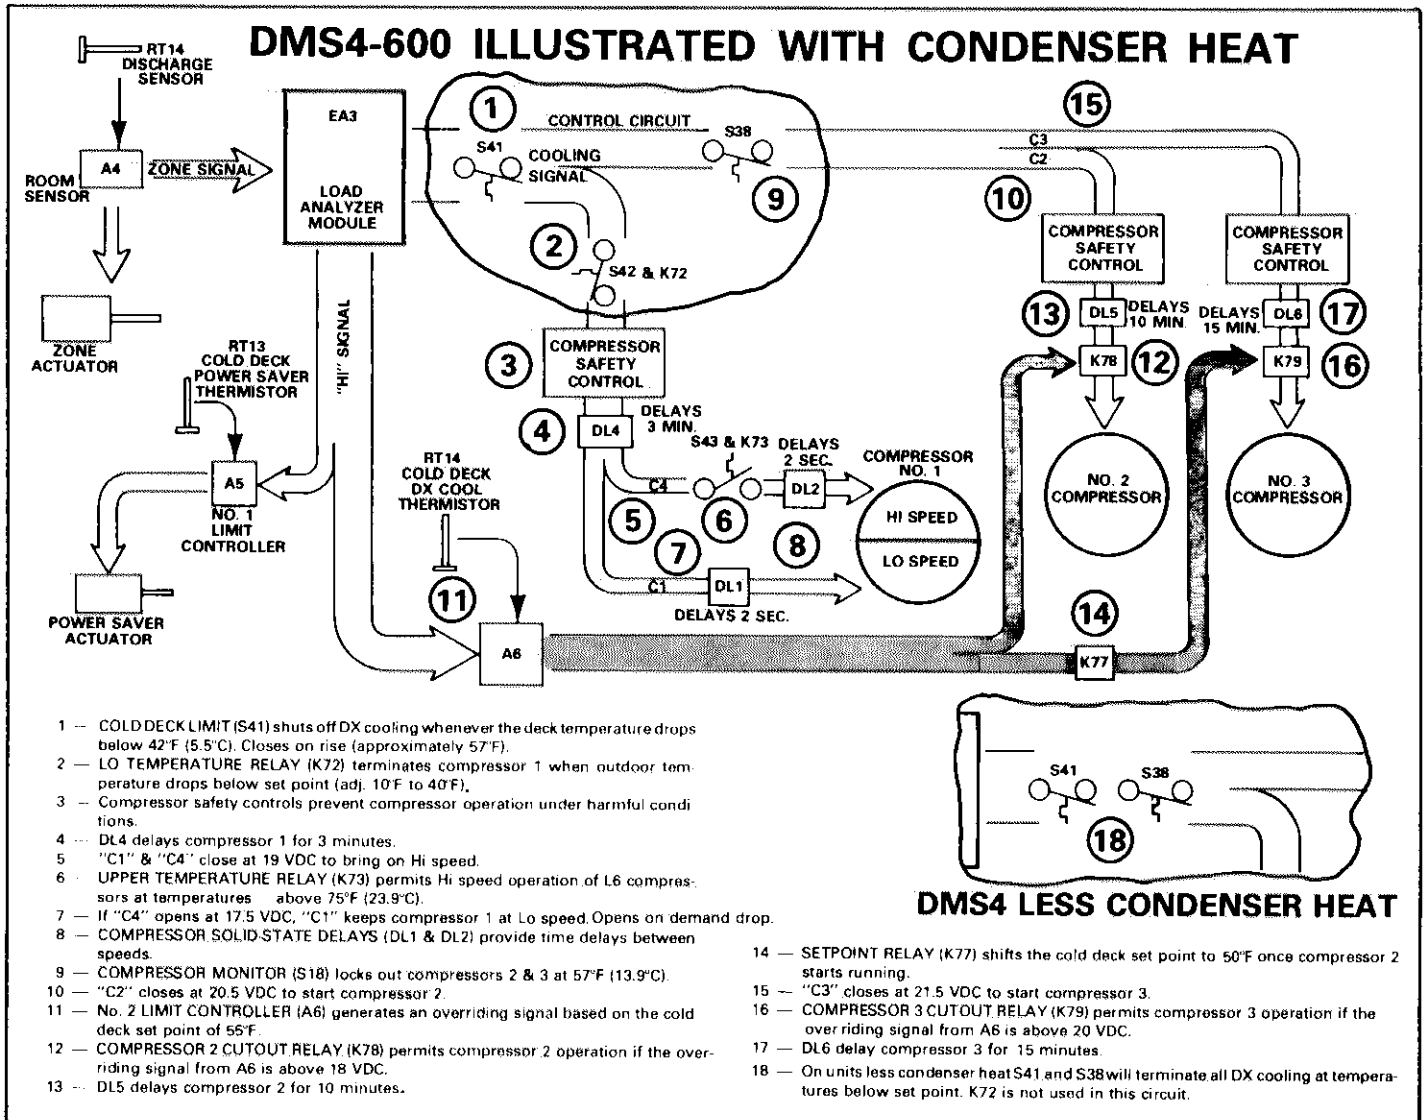 DMS4-600 ILLUSTRATED WITH CONDENSER HEAT
RT14
DISCHARGE
SENSOR
A4
ROOM
SENSOR
ZONE SIGNAL
ZONE
ACTUATOR
EA3
LOAD
ANALYZER
MODULE
"HI" SIGNAL
1
CONTROL CIRCUIT
S41
COOLING
SIGNAL
S38
9
2
S42 & K72
15
C3
C2
10
COMPRESSOR
SAFETY
CONTROL
COMPRESSOR
SAFETY
CONTROL
13
DL5
DELAYS
10 MIN.
DELAYS
15 MIN.
DL6
17
K78
12
K79
16
NO. 2
COMPRESSOR
NO. 3
COMPRESSOR
3
COMPRESSOR
SAFETY
CONTROL
4
DL4
DELAYS
3 MIN.
RT13
COLD DECK
POWER SAVER
THERMISTOR
A5
NO. 1
LIMIT
CONTROLLER
POWER SAVER
ACTUATOR
RT14
COLD DECK
DX COOL
THERMISTOR
S43 & K73
DELAYS
2 SEC.
C4
DL2
5
6
7
8
COMPRESSOR
NO. 1
HI SPEED
LO SPEED
C1
DL1
DELAYS 2 SEC.
11
A6
14
K77
1 — COLD DECK LIMIT (S41) shuts off DX cooling whenever the deck temperature drops
below 42°F (5.5°C). Closes on rise (approximately 57°F).
2 — LO TEMPERATURE RELAY (K72) terminates compressor 1 when outdoor tem-
perature drops below set point (adj. 10°F to 40°F).
3 — Compressor safety controls prevent compressor operation under harmful condi
tions.
4 — DL4 delays compressor 1 for 3 minutes.
5 "C1" & "C4" close at 19 VDC to bring on Hi speed.
6 UPPER TEMPERATURE RELAY (K73) permits Hi speed operation of L6 compres-
sors at temperatures above 75°F (23.9°C).
7 — If "C4" opens at 17.5 VDC, "C1" keeps compressor 1 at Lo speed. Opens on demand drop.
8 — COMPRESSOR SOLID-STATE DELAYS (DL1 & DL2) provide time delays between
speeds.
9 — COMPRESSOR MONITOR (S18) locks out compressors 2 & 3 at 57°F (13.9°C).
10 — "C2" closes at 20.5 VDC to start compressor 2.
11 — No. 2 LIMIT CONTROLLER (A6) generates an overriding signal based on the cold
deck set point of 55°F.
12 — COMPRESSOR 2 CUTOUT RELAY (K78) permits compressor 2 operation if the over-
riding signal from A6 is above 18 VDC.
13 — DL5 delays compressor 2 for 10 minutes.
S41
S38
18
DMS4 LESS CONDENSER HEAT
14 — SETPOINT RELAY (K77) shifts the cold deck set point to 50°F once compressor 2
starts running.
15 — "C3" closes at 21.5 VDC to start compressor 3.
16 — COMPRESSOR 3 CUTOUT RELAY (K79) permits compressor 3 operation if the
over riding signal from A6 is above 20 VDC.
17 — DL6 delay compressor 3 for 15 minutes.
18 — On units less condenser heat S41 and S38 will terminate all DX cooling at tempera-
tures below set point. K72 is not used in this circuit.